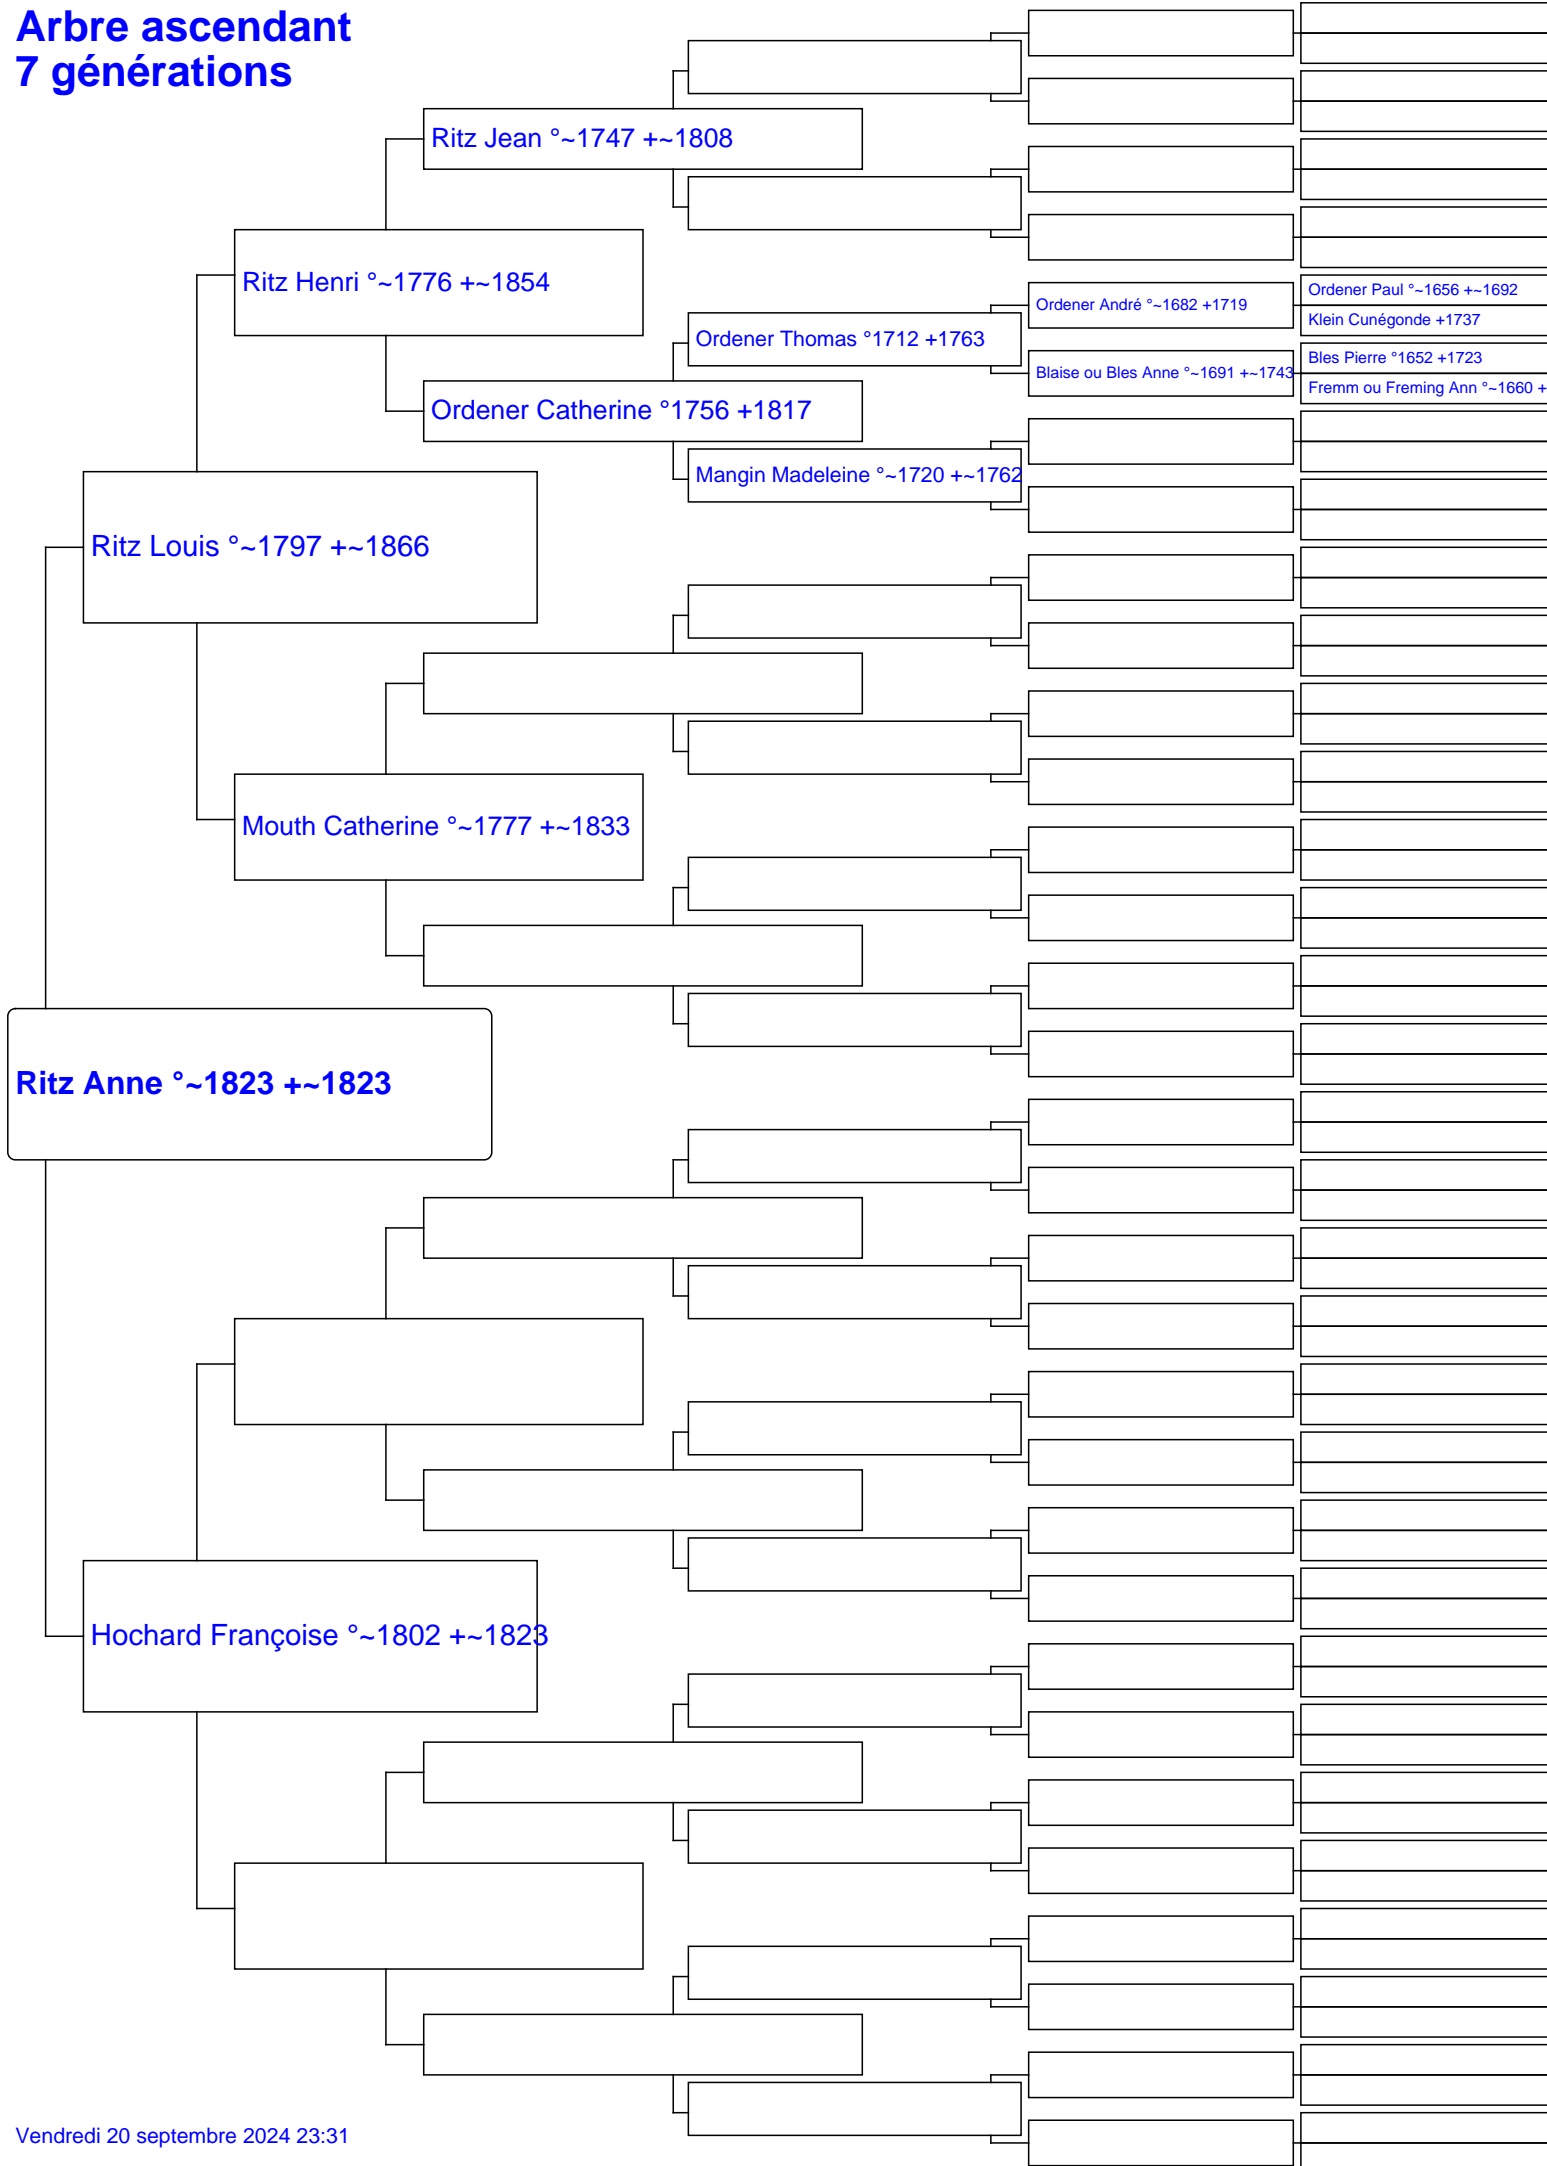 Arbre ascendant
7 générations
Ritz Jean °~1747 +~1808
Ritz Henri °~1776 +~1854
Ordener Paul °~1656 +~1692
Ordener André °~1682 +1719
Klein Cunégonde +1737
Ordener Thomas °1712 +1763
Bles Pierre °1652 +1723
Blaise ou Bles Anne °~1691 +~1743
Fremm ou Freming Ann °~1660 +
Ordener Catherine °1756 +1817
Mangin Madeleine °~1720 +~1762
Ritz Louis °~1797 +~1866
Mouth Catherine °~1777 +~1833
Ritz Anne °~1823 +~1823
Hochard Françoise °~1802 +~1823
Vendredi 20 septembre 2024 23:31